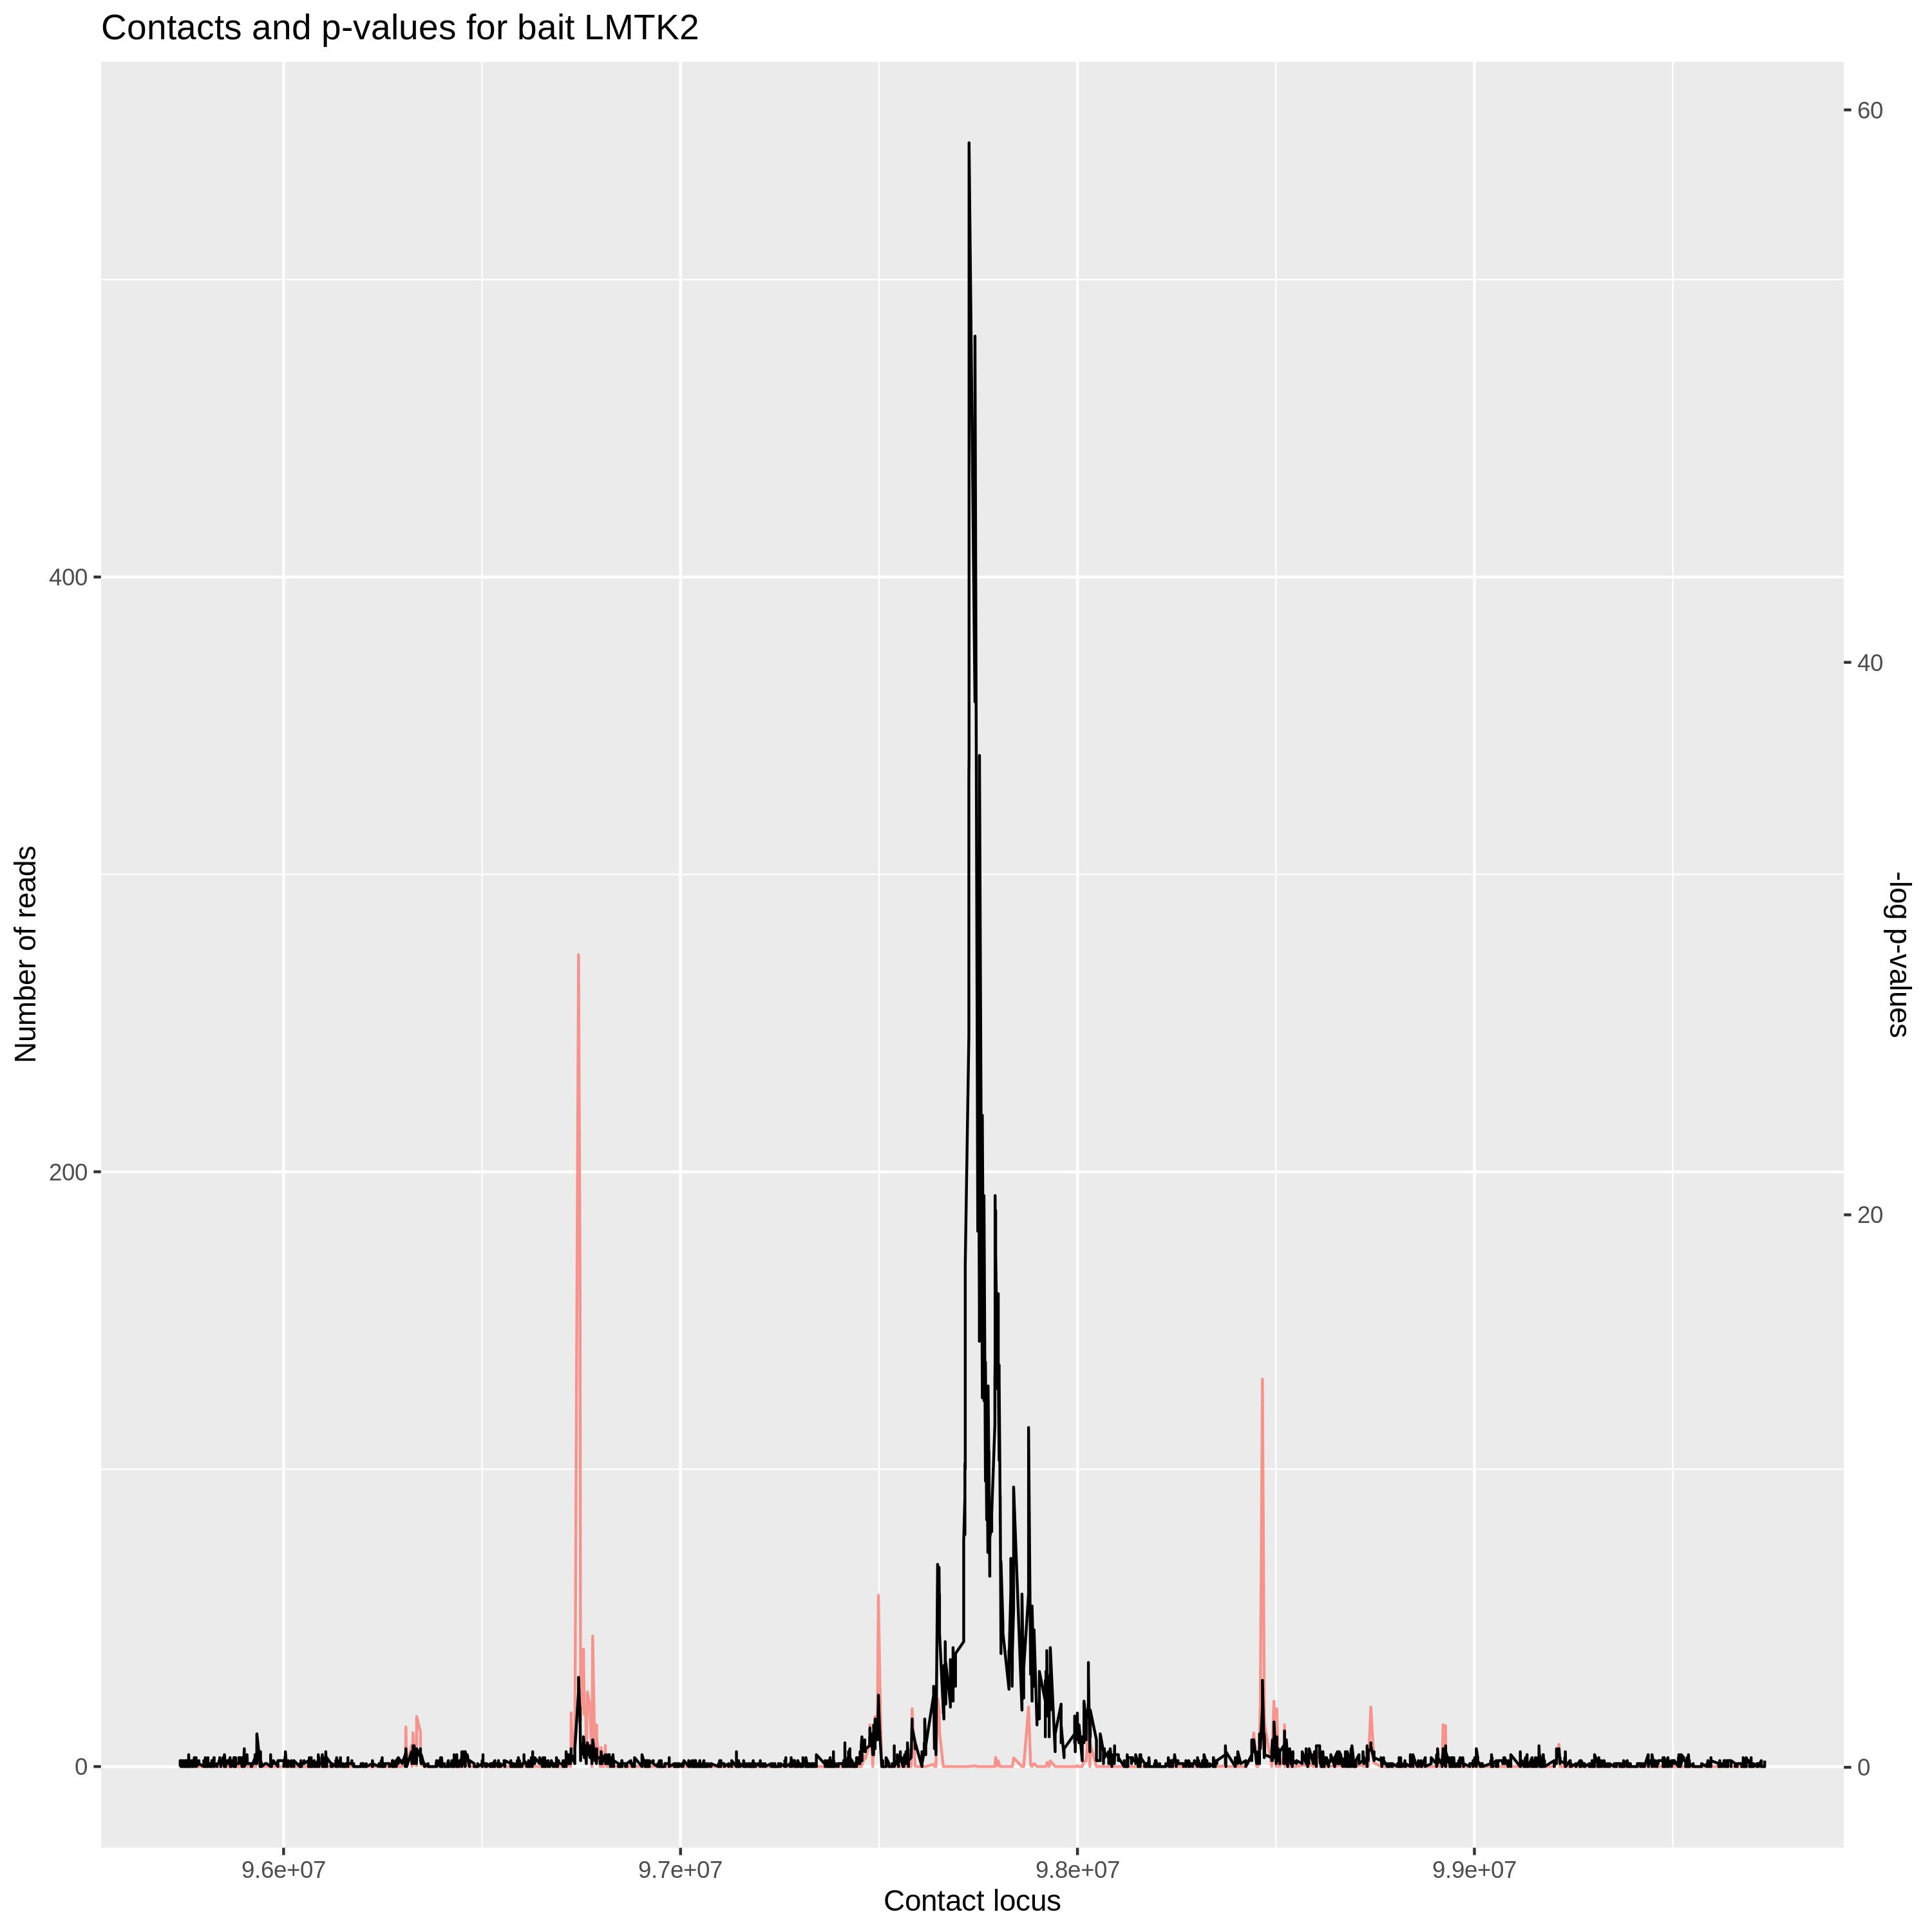 Contacts and p-values for bait LMTK2
60
400
40
Number of reads
-log p-values
200
20
0
0
9.6e+07
9.7e+07
9.8e+07
9.9e+07
Contact locus